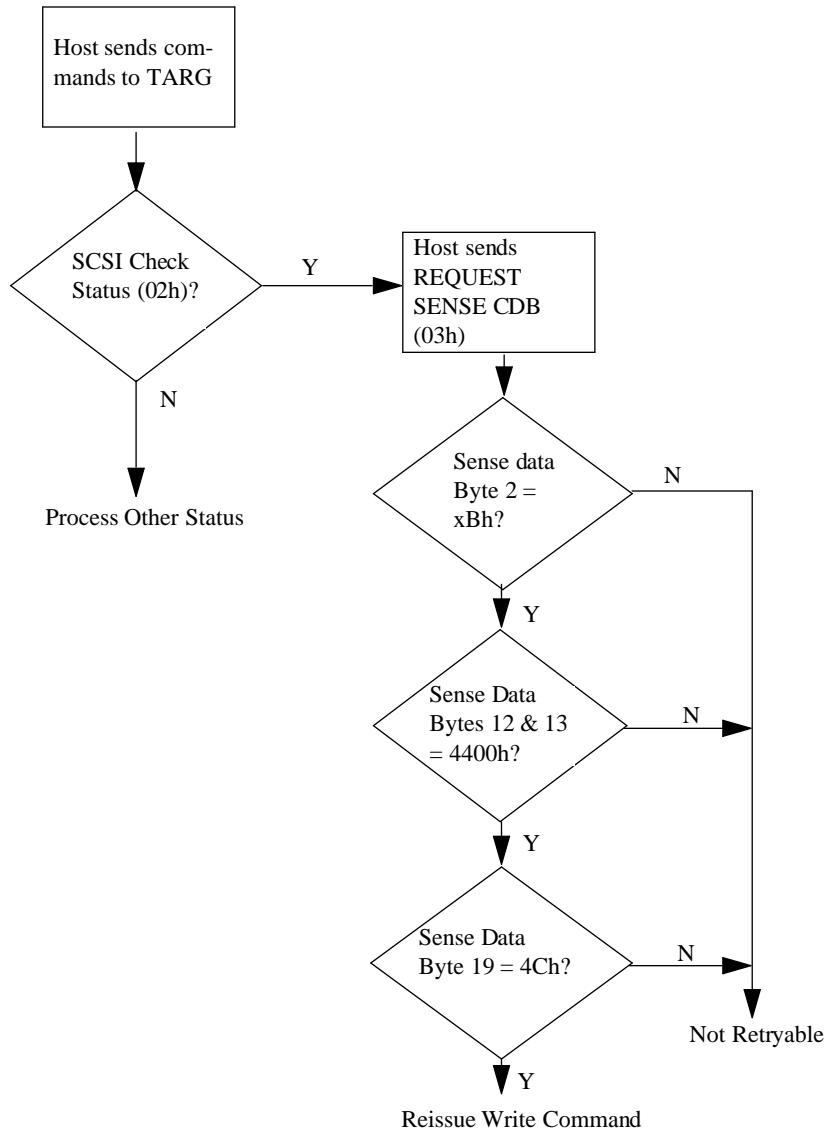 Host sends com-
mands to TARG
SCSI Check
Status (02h)?
Y
Host sends
REQUEST
SENSE CDB
(03h)
N
Process Other Status
Sense data
Byte 2 =
xBh?
N
Y
Sense Data
Bytes 12 & 13
= 4400h?
N
Y
Sense Data
Byte 19 = 4Ch?
N
Not Retryable
Y
Reissue Write Command